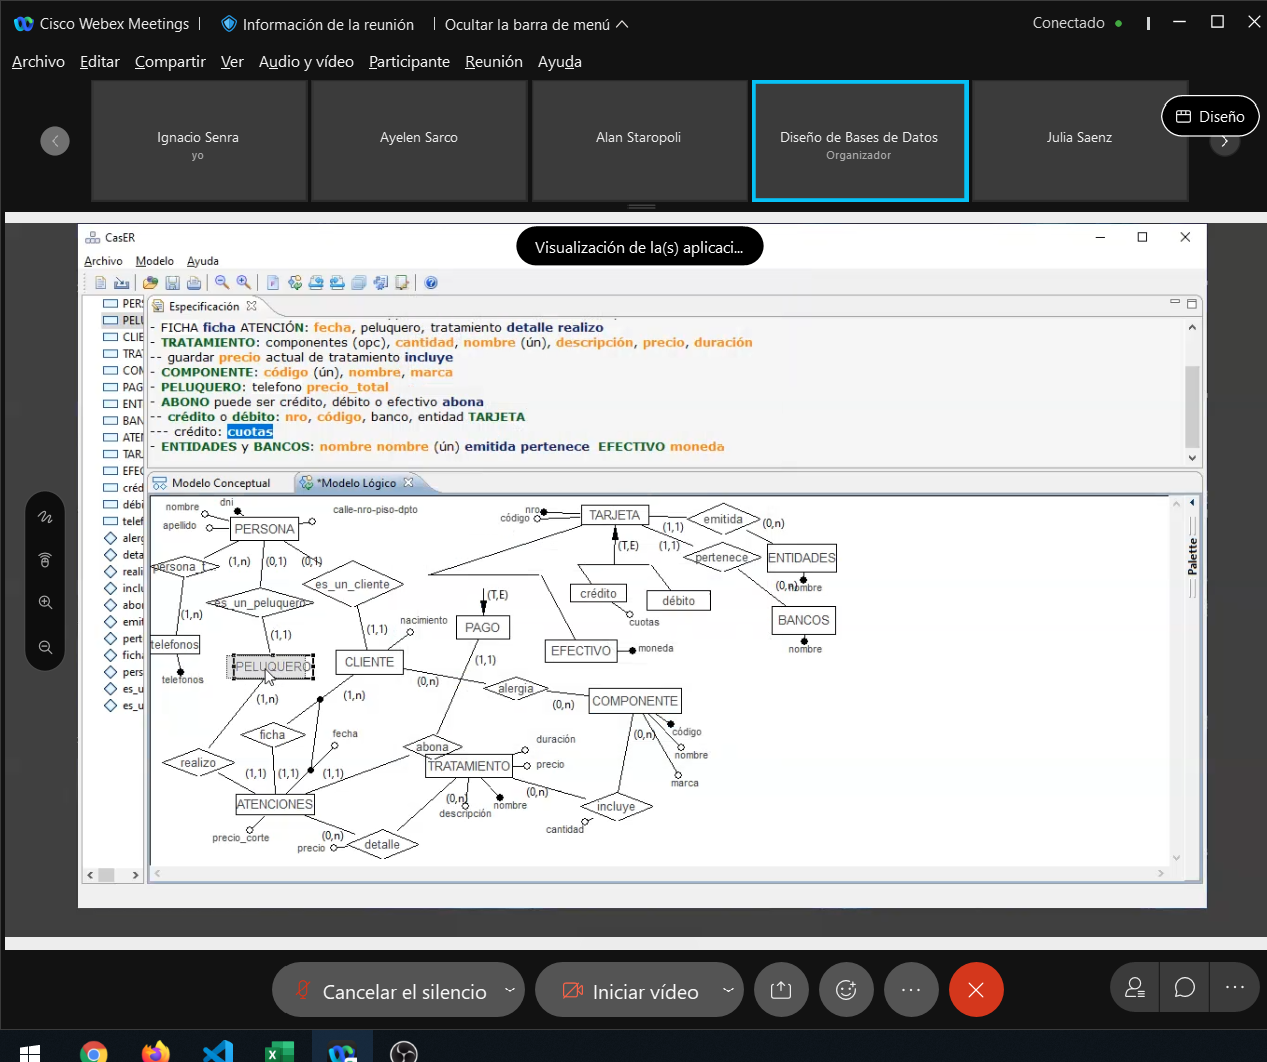 Cisco Webex Meetings
Información de la reunión
Ocultar la barra de menú
Conectado
Archivo Editar Compartir Ver Audio y vídeo Participante Reunión Ayuda
Ignacio Senra
yo
Ayelen Sarco
Alan Staropoli
Diseño de Bases de Datos
Organizador
Julia Saenz
Diseño
CasER
Visualización de la(s) aplicaci...
Archivo Modelo Ayuda
Especificación
- FICHA ficha ATENCIÓN: fecha, peluquero, tratamiento detalle realizo
- TRATAMIENTO: componentes (opc), cantidad, nombre (ún), descripción, precio, duración
-- guardar precio actual de tratamiento incluye
- COMPONENTE: código (ún), nombre, marca
- PELUQUERO: telefono precio_total
- ABONO puede ser crédito, débito o efectivo abona
-- crédito o débito: nro, código, banco, entidad TARJETA
--- crédito: cuotas
- ENTIDADES y BANCOS: nombre nombre (ún) emitida pertenece EFECTIVO moneda
PERS
PELU
CLIE
TRA
COM
PAG
ENT
BAN
ATEI
TAR
EFEC
créd
débi
telef
alerg
deta
reali
inclu
abor
emit
pert
fich
pers
es_u
es_u
Modelo Conceptual
*Modelo Lógico
Palette
nombre
dni
calle-nro-piso-dpto
apellido
PERSONA
persona_t
(1,n)
(0,1)
(0,1)
es_un_cliente
es_un_peluquero
(1,n)
(1,1)
(1,1)
nacimiento
telefonos
telefonos
PELUQUERO
CLIENTE
(1,n)
(1,n)
(0,n)
nro
código
TARJETA
emitida
(0,n)
(1,1)
(1,1)
(T,E)
pertenece
ENTIDADES
(0,n)
nombre
crédito
débito
cuotas
BANCOS
nombre
(T,E)
PAGO
(1,1)
EFECTIVO
moneda
alergia
(0,n)
COMPONENTE
código
nombre
marca
(0,n)
ficha
fecha
realizo
(1,1)
(1,1)
(1,1)
abona
duración
precio
TRATAMIENTO
(0,n)
descripción
nombre
(0,n)
incluye
cantidad
ATENCIONES
precio_corte
(0,n)
precio
detalle
Cancelar el silencio
Iniciar vídeo